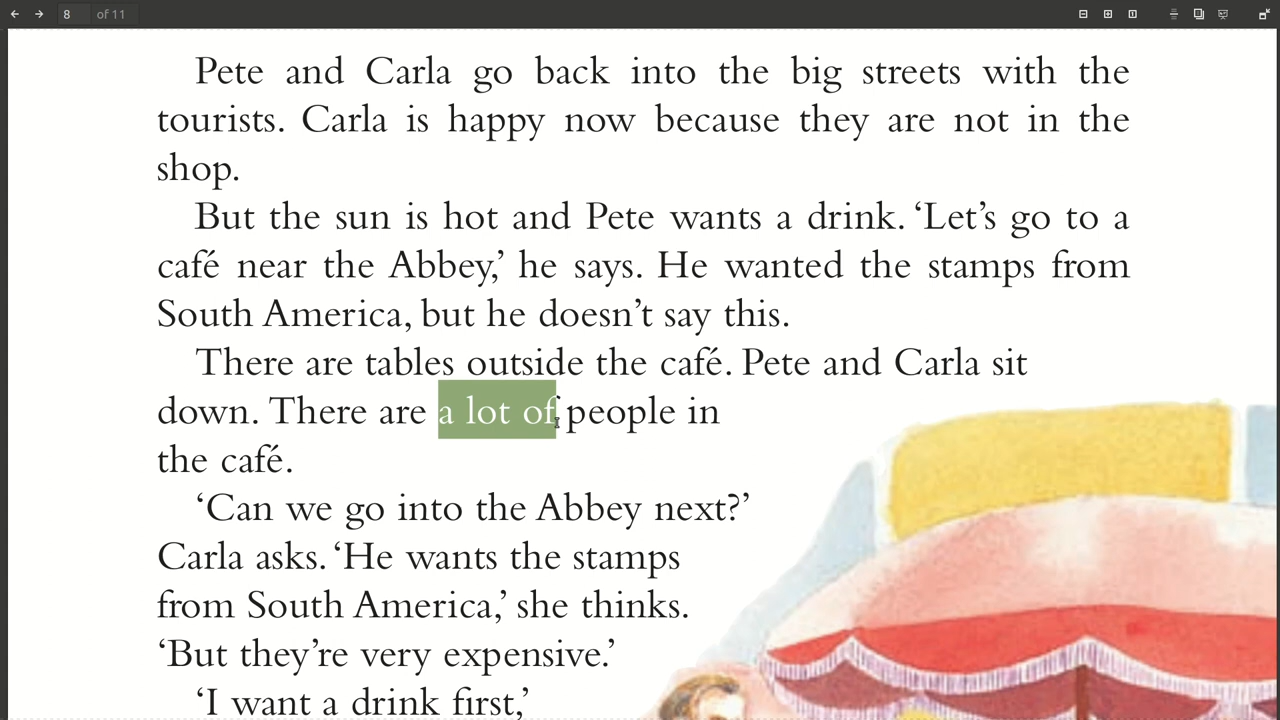 8 of 11
Pete and Carla go back into the big streets with the
tourists. Carla is happy now because they are not in the
shop.
But the sun is hot and Pete wants a drink. ‘Let’s go to a
café near the Abbey,’ he says. He wanted the stamps from
South America, but he doesn’t say this.
There are tables outside the café. Pete and Carla sit
down. There are a lot of people in
the café.
‘Can we go into the Abbey next?’
Carla asks. ‘He wants the stamps
from South America,’ she thinks.
‘But they’re very expensive.’
‘I want a drink first,’